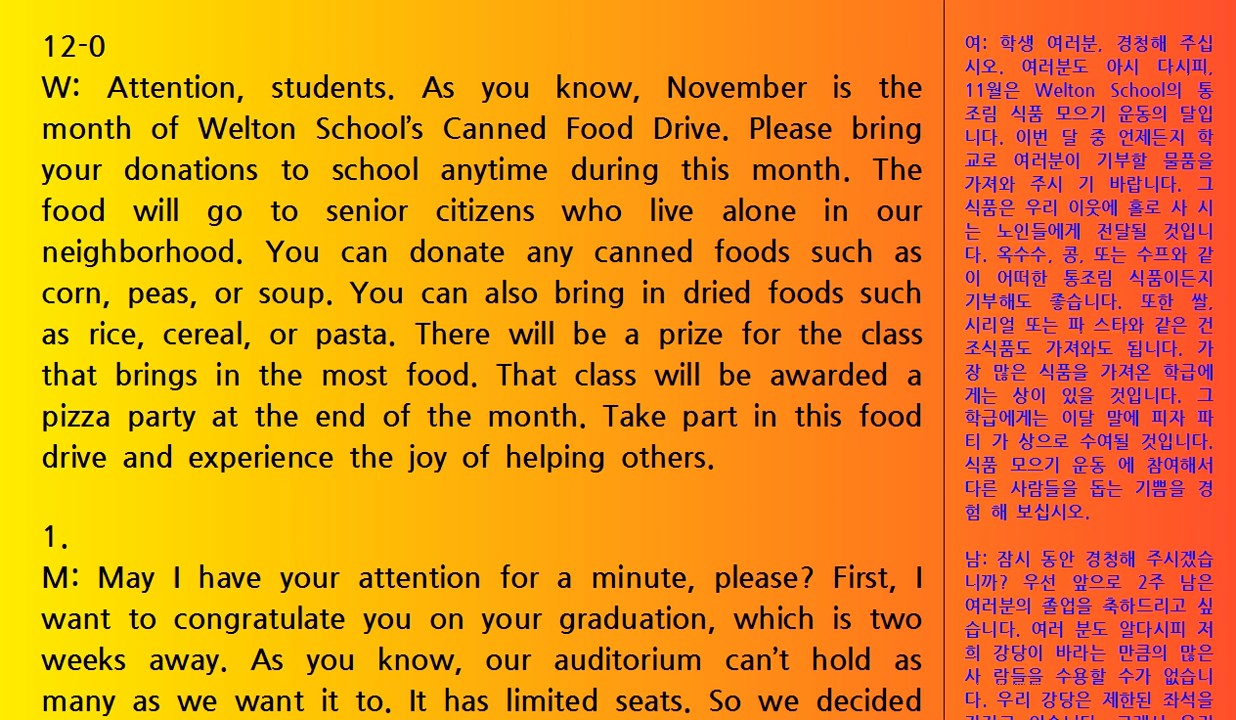 12-0
W: Attention, students. As you know, November is the
month of Welton School's Canned Food Drive. Please bring
your donations to school anytime during this month. The
food will go to senior citizens who live alone in our
neighborhood. You can donate any canned foods such as
corn, peas, or soup. You can also bring in dried foods such
as rice, cereal, or pasta. There will be a prize for the class
that brings in the most food. That class will be awarded a
pizza party at the end of the month. Take part in this food
drive and experience the joy of helping others.
1.
M: May I have your attention for a minute, please? First, I
want to congratulate you on your graduation, which is two
weeks away. As you know, our auditorium can't hold as
many as we want it to. It has limited seats. So we decided
여: 학생 여러분, 경청해 주십
시오. 여러분도 아시 다시피,
11월은 Welton School의 통
조림 식품 모으기 운동의 달입
니다. 이번 달 중 언제든지 학
교로 여러분이 기부할 물품을
가져와 주시 기 바랍니다. 그
식품은 우리 이웃에 홀로 사 시
는 노인들에게 전달될 것입니
다. 옥수수, 콩, 또는 수프와 같
이 어떠한 통조림 식품이든지
기부해도 좋습니다. 또한 쌀,
시리얼 또는 파 스타와 같은 건
조식품도 가져와도 됩니다. 가
장 많은 식품을 가져온 학급에
게는 상이 있을 것입니다. 그
학급에게는 이달 말에 피자 파
티 가 상으로 수여될 것입니다.
식품 모으기 운동 에 참여해서
다른 사람들을 돕는 기쁨을 경
험 해 보십시오.
남: 잠시 동안 경청해 주시겠습
니까? 우선 앞으로 2주 남은
여러분의 졸업을 축하드리고 싶
습니다. 여러 분도 알다시피 저
희 강당이 바라는 만큼의 많은
사 람들을 수용할 수가 없습니
다. 우리 강당은 제한된 좌석을